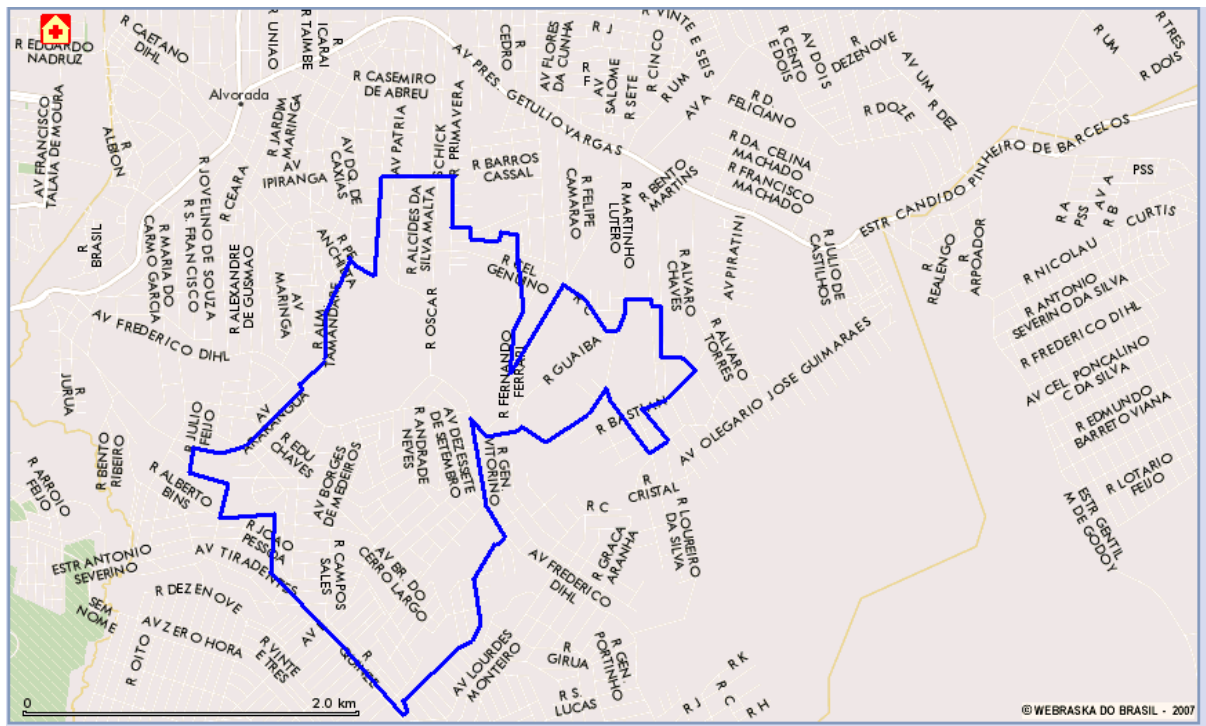 R EDUARDO
NADRUZ
R CAETANO
DIHL
R UNIAO
R TAIMBE
R
ICARAI
R CASEMIRO
DE ABREU
AV PRES. GETULIO VARGAS
R
CEDRO
AV FLORES
DA CUNHA
R J
R
F
AV
SALOME
R SETE
R CINCO
R VINTE E SEIS
R UM
AV A
R CENTO
E DOIS
AV DOIS
R
DEZENOVE
AV UM
R DEZ
R DOZE
R UM
R TRES
R DOIS
Alvorada
AV FRANCISCO
TALAIA DE MOURA
R
ALBION
R JARDIM
MARINGA
AV
IPIRANGA
AV DQ. DE
CAXIAS
AV PATRIA
SCHICK
R PRIMAVERA
R BARROS
CASSAL
R FELIPE
CAMARAO
R MARTINHO
LUTERO
R BENTO
MARTINS
R D.
FELICIANO
R DA. CELINA
MACHADO
R FRANCISCO
MACHADO
ESTR CANDIDO PINHEIRO DE BARCELOS
PSS
R A
PSS
AV A
R B
CURTIS
R
BRASIL
R MARIA DO
CARMO GARCIA
R S. FRANCISCO
R JOVELINO DE SOUZA
R CEARA
R ALEXANDRE
DE GUSMAO
AV
MARINGA
R PE.
ANCHIETA
R ALM.
TAMANDARE
R ALCIDES DA
SILVA MALTA
R OSCAR
R CEL.
GENUINO
R C
R ALVARO
CHAVES
AV PIRATINI
R JULIO DE
CASTILHOS
R
REALENGO
R
ARPOADOR
R NICOLAU
R ANTONIO
SEVERINO DA SILVA
R FREDERICO DIHL
AV CEL. PONCALINO
C DA SILVA
R EDMUNDO
BARRETO VIANA
R LOTARIO
FEIJO
ESTR GENTIL
M DE GODOY
AV FREDERICO DIHL
R
JURUA
R JULIO
FEIJO
AV
ARARANGUA
R FERNANDO
FERRARI
R GUAIBA
R ALVARO
TORRES
AV OLEGARIO JOSE GUIMARAES
R BASTIAN
R ARROIO
FEIJO
R BENTO
RIBEIRO
R ALBERTO
BINS
R EDU
CHAVES
AV BORGES
DE MEDEIROS
R ANDRADE
NEVES
AV DEZESSETE
DE SETEMBRO
R GEN.
VITORINO
R
CRISTAL
R C
R LOUREIRO
DA SILVA
R GRACA
ARANHA
AV FREDERICO
DIHL
ESTR ANTONIO
SEVERINO
R JOAO
PESSOA
AV TIRADENTES
R CAMPOS
SALES
AV BR. DO
CERRO LARGO
SEM
NOME
R DEZENOVE
AV ZERO HORA
R OITO
R VINTE
E TRES
R
QUINZE
AV LOURDES
MONTEIRO
R
GIRUA
R GEN.
PORTINHO
R S.
LUCAS
R K
R
C
R J
R H
0 2.0 km
© WEBRASKA DO BRASIL - 2007